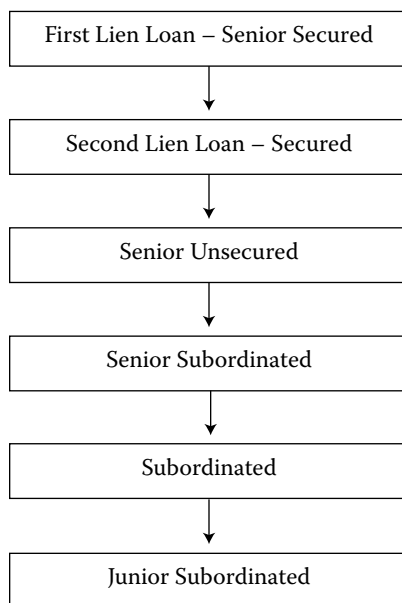 First Lien Loan – Senior Secured
Second Lien Loan – Secured
Senior Unsecured
Senior Subordinated
Subordinated
Junior Subordinated